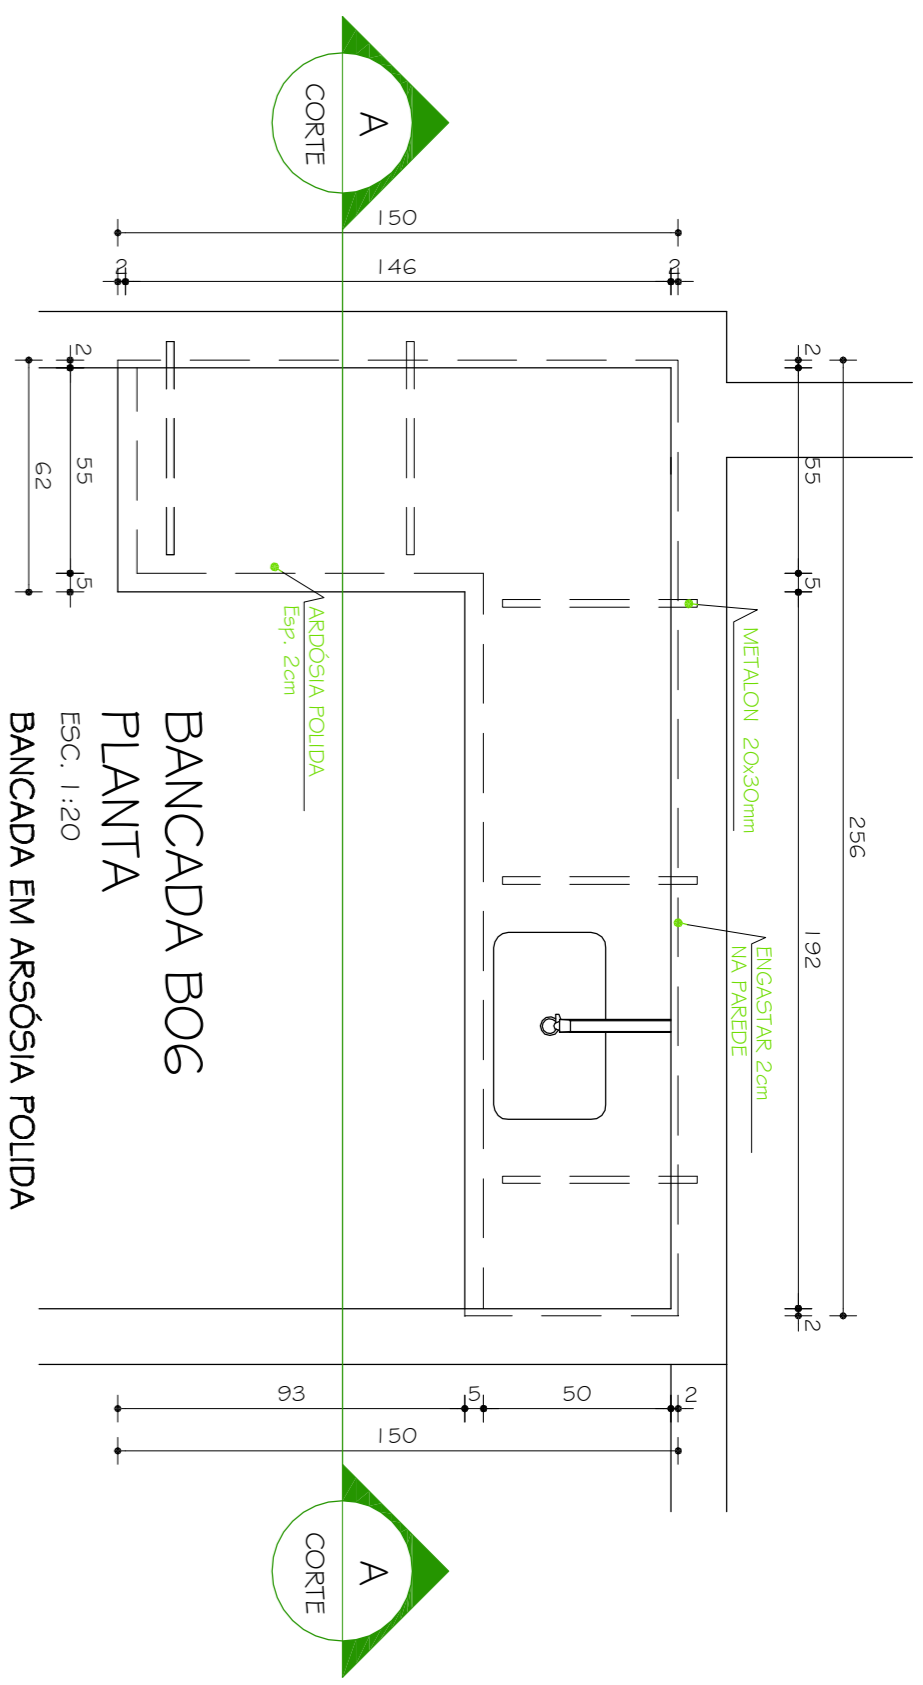 A
CORTE
150
2
146
2
2
55
5
192
2
256
2
55
5
62
METALON 20x30mm
ENGASTAR 2cm
NA PAREDE
ARDÓSIA POLIDA
Esp. 2cm
93
5
50
2
150
A
CORTE
BANCADA B06
PLANTA
ESC. 1:20
BANCADA EM ARSÓSIA POLIDA